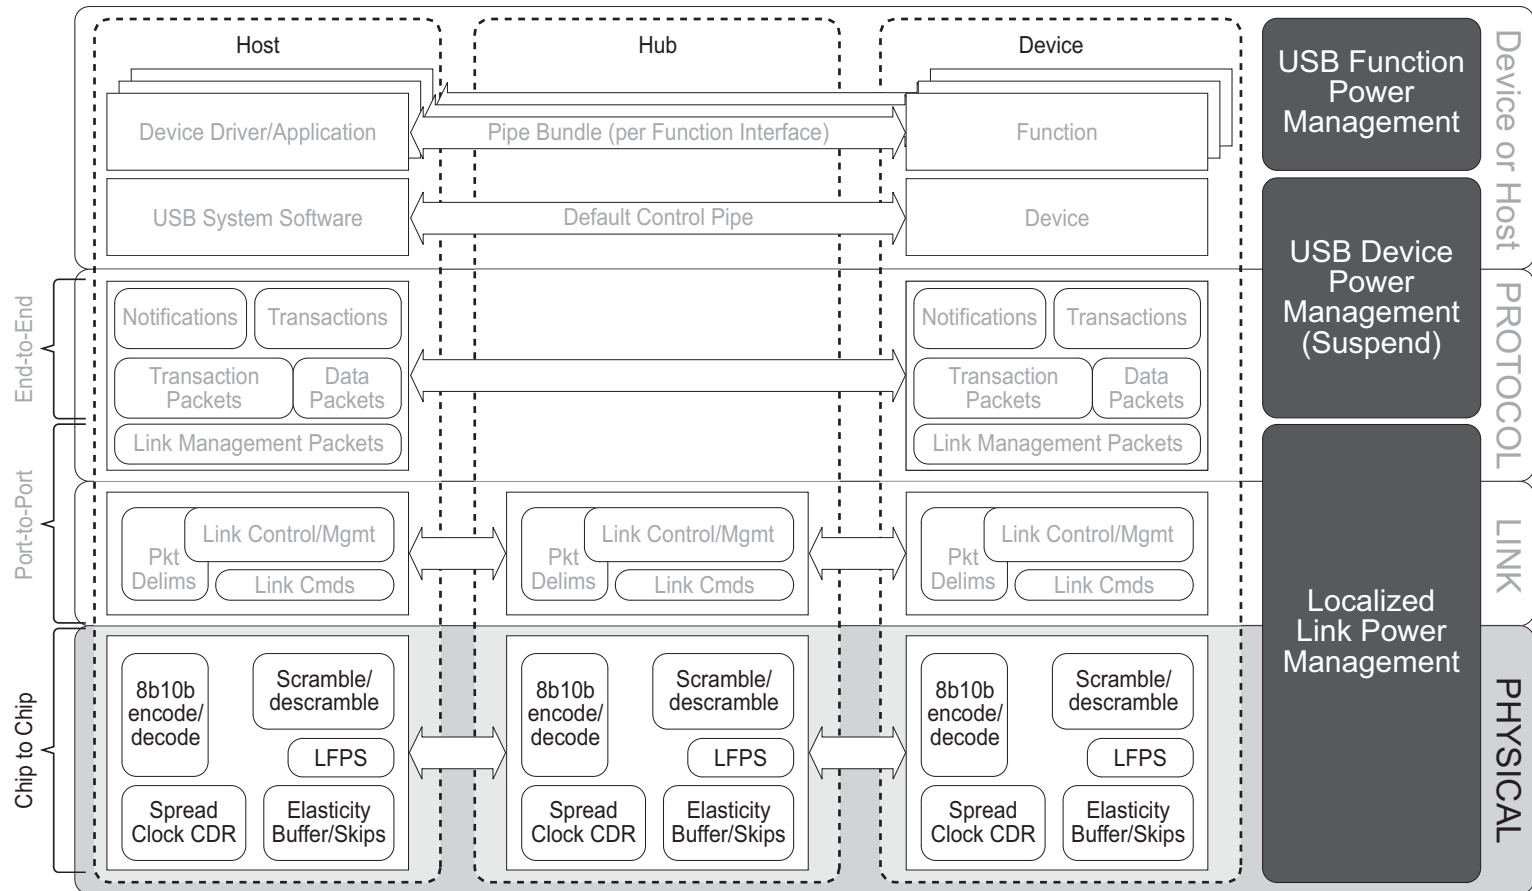 Host
Hub
Device
USB Function
Power
Management
Device or Host
Device Driver/Application
Pipe Bundle (per Function Interface)
Function
USB System Software
Default Control Pipe
Device
USB Device
Power
Management
(Suspend)
End-to-End
Notifications
Transactions
Transaction
Packets
Data
Packets
Link Management Packets
Notifications
Transactions
Transaction
Packets
Data
Packets
Link Management Packets
PROTOCOL
Port-to-Port
Link Control/Mgmt
Pkt
Delims
Link Cmds
Link Control/Mgmt
Pkt
Delims
Link Cmds
Link Control/Mgmt
Pkt
Delims
Link Cmds
LINK
Localized
Link Power
Management
Chip to Chip
8b10b
encode/
decode
Scramble/
descramble
LFPS
Spread
Clock CDR
Elasticity
Buffer/Skips
8b10b
encode/
decode
Scramble/
descramble
LFPS
Spread
Clock CDR
Elasticity
Buffer/Skips
8b10b
encode/
decode
Scramble/
descramble
LFPS
Spread
Clock CDR
Elasticity
Buffer/Skips
PHYSICAL